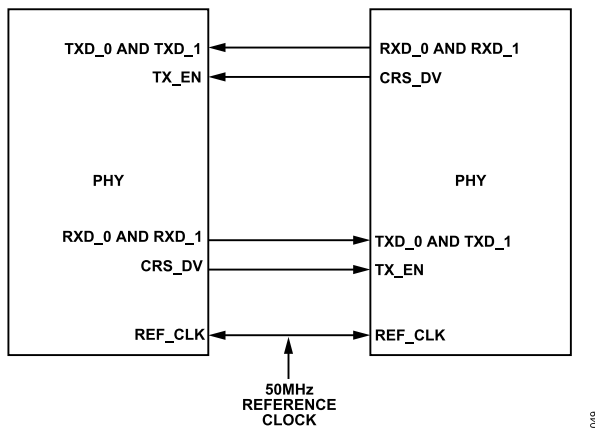 TXD_0 AND TXD_1
RXD_0 AND RXD_1
TX_EN
CRS_DV
PHY
PHY
RXD_0 AND RXD_1
TXD_0 AND TXD_1
CRS_DV
TX_EN
REF_CLK
REF_CLK
50MHz
REFERENCE
CLOCK
049